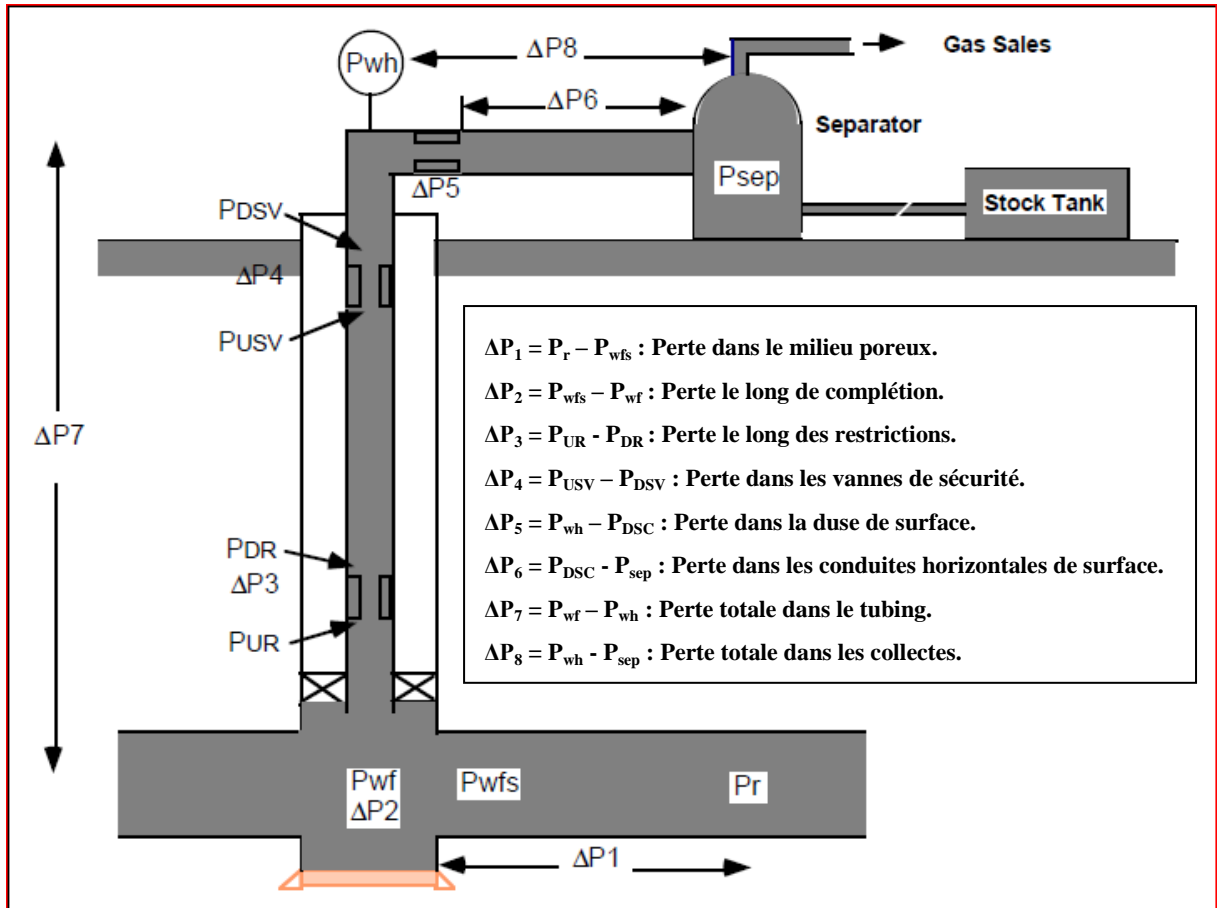 ΔP8
Gas Sales
Pwh
ΔP6
Separator
ΔP5
Psep
Stock Tank
PDSV
ΔP4
PUSV
ΔP7
ΔP1 = Pr – Pwfs : Perte dans le milieu poreux.
ΔP2 = Pwfs – Pwf : Perte le long de complétion.
ΔP3 = PUR - PDR : Perte le long des restrictions.
ΔP4 = PUSV – PDSV : Perte dans les vannes de sécurité.
ΔP5 = Pwh – PDSC : Perte dans la duse de surface.
ΔP6 = PDSC - Psep : Perte dans les conduites horizontales de surface.
ΔP7 = Pwf – Pwh : Perte totale dans le tubing.
ΔP8 = Pwh - Psep : Perte totale dans les collectes.
PDR
ΔP3
PUR
Pwf
ΔP2
Pwfs
Pr
ΔP1